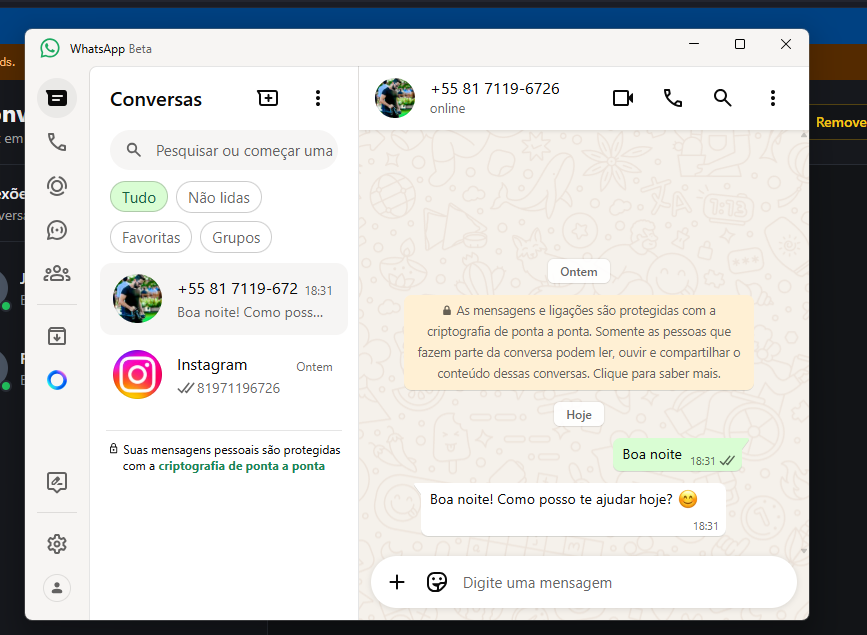 ds.
WhatsApp Beta
Remove
Conversas
+55 81 7119-6726
online
Pesquisar ou começar uma
Tudo
Não lidas
Favoritas
Grupos
+55 81 7119-672
18:31
Boa noite! Como poss...
Instagram
Ontem
81971196726
Suas mensagens pessoais são protegidas
com a criptografia de ponta a ponta
Ontem
As mensagens e ligações são protegidas com a
criptografia de ponta a ponta. Somente as pessoas que
fazem parte da conversa podem ler, ouvir e compartilhar o
conteúdo dessas conversas. Clique para saber mais.
Hoje
Boa noite
18:31
Boa noite! Como posso te ajudar hoje? 😊
18:31
Digite uma mensagem